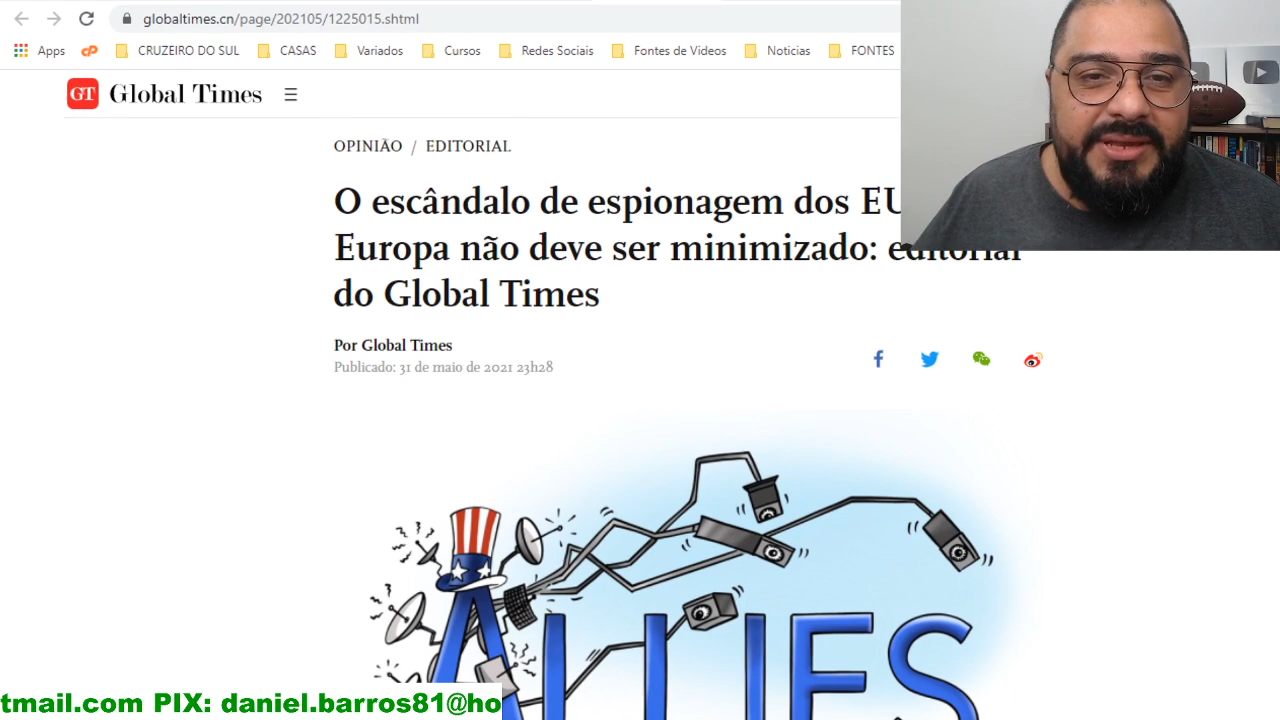 globaltimes.cn/page/202105/1225015.shtml
Apps CRUZEIRO DO SUL CASAS Variados Cursos Redes Sociais Fontes de Videos Noticias FONTES
GT Global Times
OPINIÃO / EDITORIAL
O escândalo de espionagem dos
Europa não deve ser minimizado: editorial
do Global Times
Por Global Times
Publicado: 31 de maio de 2021 23h28
ALLIES
tmail.com PIX: daniel.barros81@ho